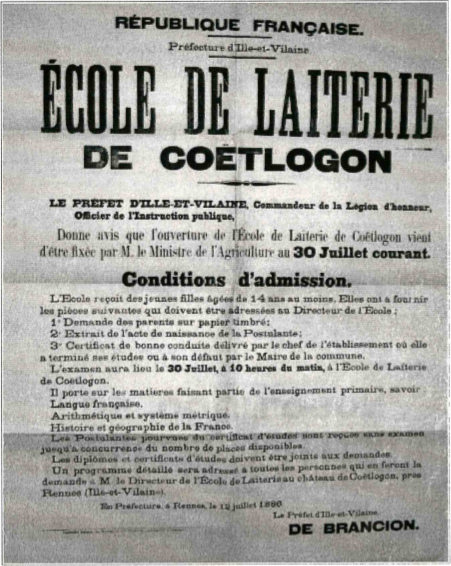 RÉPUBLIQUE FRANÇAISE.
Préfecture d'Ille-et-Vilaine
ÉCOLE DE LAITERIE
DE COËTLOGON
LE PRÉFET D'ILLE-ET-VILAINE, Commandeur de la Légion d'honneur,
Officier de l'Instruction publique,
Donne avis que l'ouverture de l'École de Laiterie de Coëtlogon vient
d'être fixée par M. le Ministre de l'Agriculture au 30 Juillet courant.
Conditions d'admission.
L'Ecole reçoit des jeunes filles âgées de 14 ans au moins. Elles ont à fournir
les pièces suivantes qui doivent être adressées au Directeur de l'Ecole :
1° Demande des parents sur papier timbré;
2° Extrait de l'acte de naissance de la Postulante;
3° Certificat de bonne conduite délivré par le chef de l'établissement où elle
a terminé ses études ou à son défaut par le Maire de la commune.
L'examen aura lieu le 30 Juillet, à 10 heures du matin, à l'Ecole de Laiterie
de Coëtlogon.
Il porte sur les matières faisant partie de l'enseignement primaire, savoir
Langue française.
Arithmétique et système métrique.
Histoire et géographie de la France.
Les Postulantes pourvues du certificat d'études sont reçues sans examen
jusqu'à concurrence du nombre de places disponibles.
Les diplômes et certificats d'études doivent être joints aux demandes.
Un programme détaillé sera adressé à toutes les personnes qui en feront la
demande à M. le Directeur de l'Ecole de Laiterie au château de Coëtlogon, près
Rennes (Ille-et-Vilaine).
En Préfecture, à Rennes, le 12 juillet
Le Préfet d'Ille-et-Vilaine
DE BRANCION.